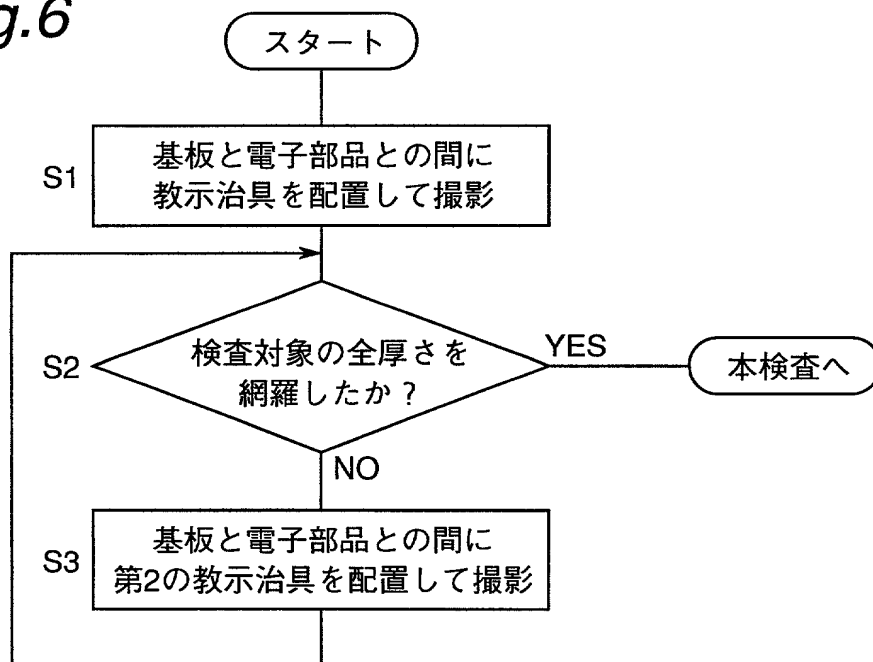 g.6
スタート
S1
基板と電子部品との間に
教示治具を配置して撮影
S2
検査対象の全厚さを
網羅したか？
YES
本検査へ
NO
S3
基板と電子部品との間に
第2の教示治具を配置して撮影